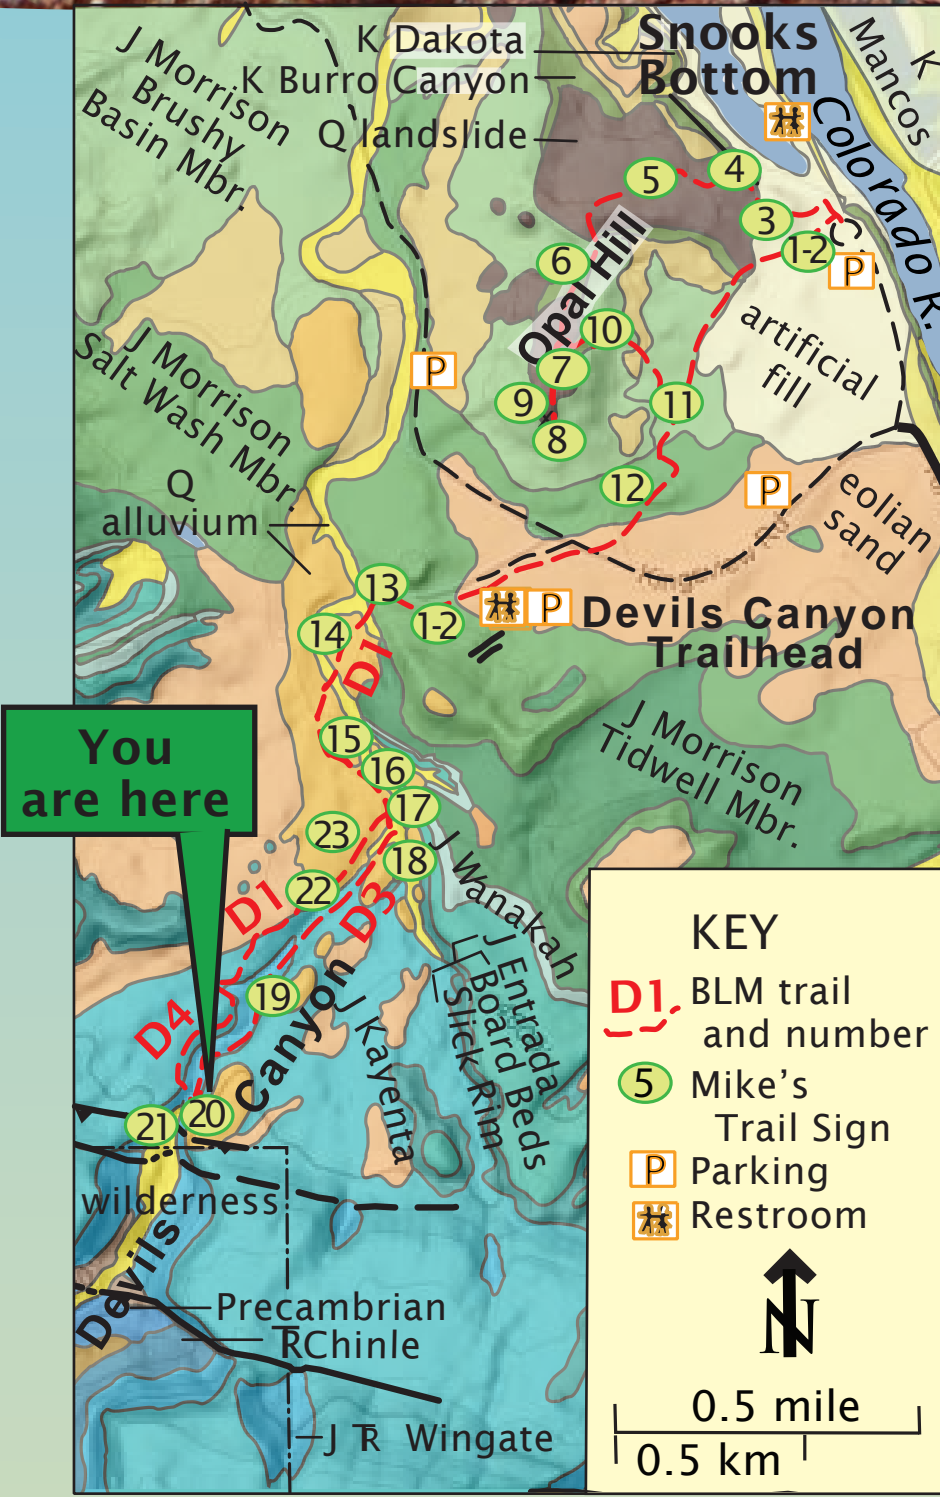 K Dakota
Snooks
Bottom
K Burro Canyon
Q landslide
J Morrison
Brushy
Basin Mbr.
K
Mancos
Colorado R.
5
4
3
1-2
P
6
Opal Hill
10
7
9
8
11
12
artificial
fill
P
P
eolian
sand
J Morrison
Salt Wash Mbr.
Q
alluvium
13
14
1-2
P
Devils Canyon
Trailhead
D1
15
16
17
18
23
22
J Morrison
Tidwell Mbr.
You
are here
D1
D3
D4
19
20
21
J Wanakah
J Entrada
Board Beds
Slick Rim
J Kayenta
Devils Canyon
wilderness
Precambrian
TRChinle
J TR Wingate
KEY
D1 BLM trail
and number
5 Mike's
Trail Sign
P Parking
Restroom
N
0.5 mile
0.5 km